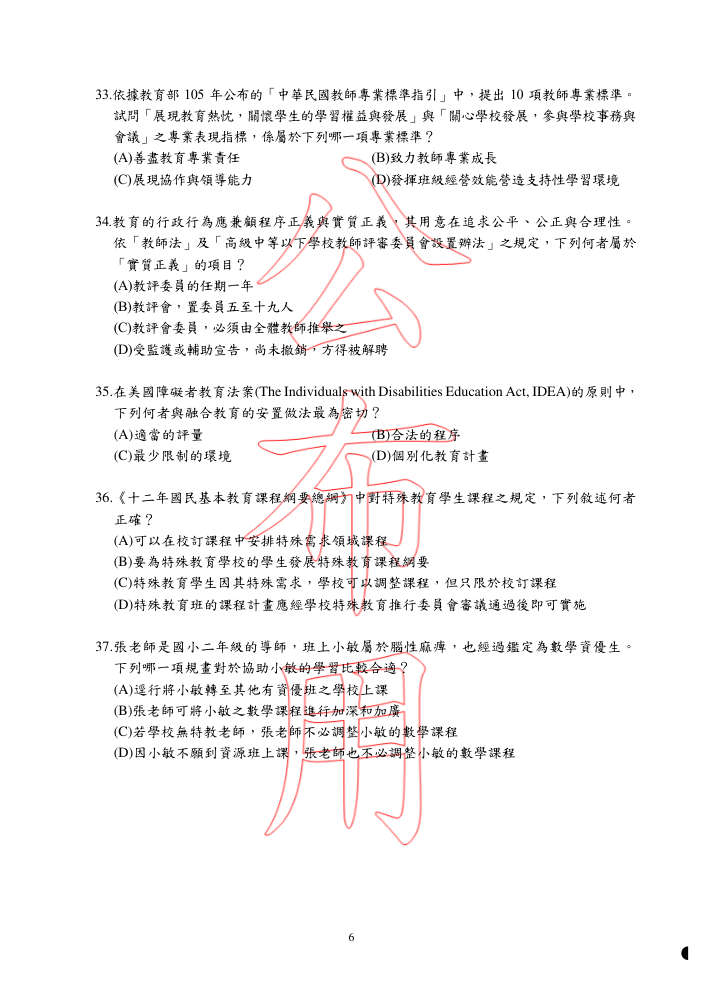 33.依據教育部 105 年公布的「中華民國教師專業標準指引」中,提出 10 項教師專業標準。
試問「展現教育熱忱,關懷學生的學習權益與發展」與「關心學校發展,參與學校事務與
會議」之專業表現指標,係屬於下列哪一項專業標準?
(A)善盡教育專業責任 (B)致力教師專業成長
(C)展現協作與領導能力 (D)發揮班級經營效能營造支持性學習環境
34.教育的行政行為應兼顧程序正義與實質正義,其用意在追求公平、公正與合理性。
依「教師法」及「高級中等以下學校教師評審委員會設置辦法」之規定,下列何者屬於
「實質正義」的項目?
(A)教評委員的任期一年
(B)教評會,置委員五至十九人
(C)教評會委員,必須由全體教師推舉之
(D)受監護或輔助宣告,尚未撤銷,方得被解聘
35.在美國障礙者教育法案(The Individuals with Disabilities Education Act, IDEA)的原則中,
下列何者與融合教育的安置做法最為密切?
(A)適當的評量 (B)合法的程序
(C)最少限制的環境 (D)個別化教育計畫
36.《十二年國民基本教育課程綱要總綱》中對特殊教育學生課程之規定,下列敘述何者
正確?
(A)可以在校訂課程中安排特殊需求領域課程
(B)要為特殊教育學校的學生發展特殊教育課程綱要
(C)特殊教育學生因其特殊需求,學校可以調整課程,但只限於校訂課程
(D)特殊教育班的課程計畫應經學校特殊教育推行委員會審議通過後即可實施
37.張老師是國小二年級的導師,班上小敏屬於腦性麻痺,也經過鑑定為數學資優生。
下列哪一項規畫對於協助小敏的學習比較合適?
(A)逕行將小敏轉至其他有資優班之學校上課
(B)張老師可將小敏之數學課程進行加深和加廣
(C)若學校無特教老師,張老師不必調整小敏的數學課程
(D)因小敏不願到資源班上課,張老師也不必調整小敏的數學課程
公布用
6